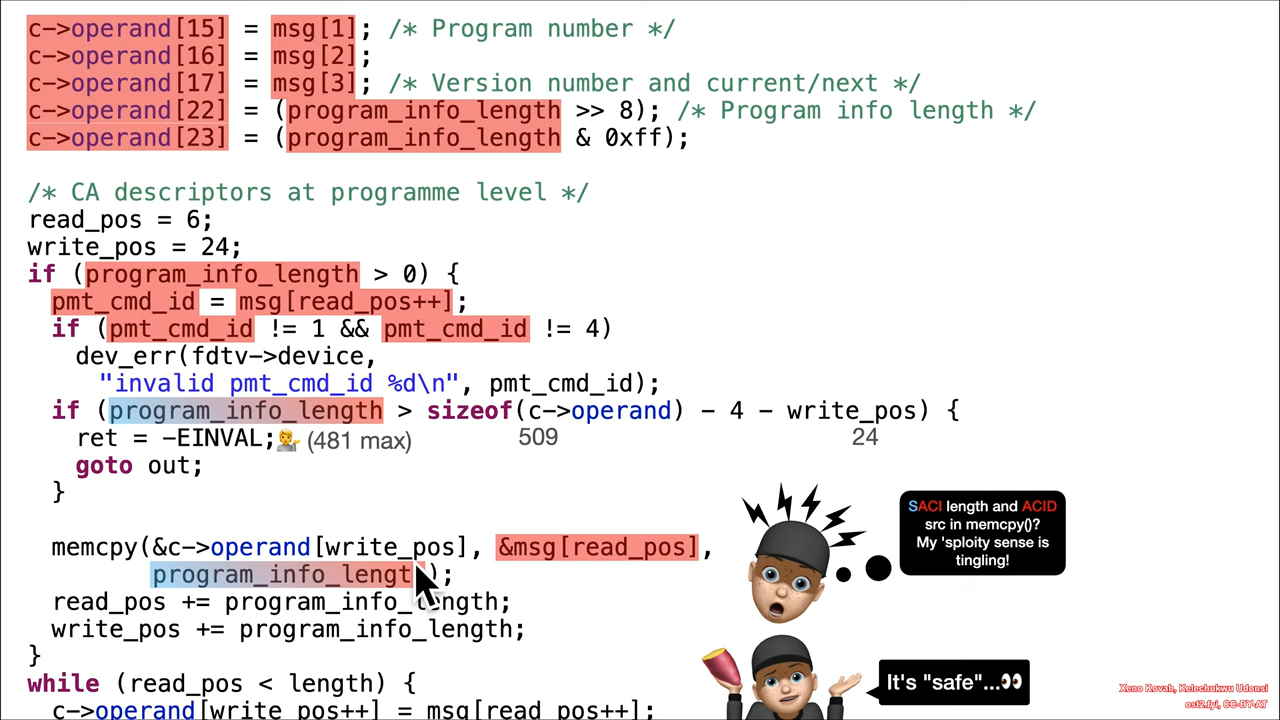 c->operand[15] = msg[1]; /* Program number */
c->operand[16] = msg[2];
c->operand[17] = msg[3]; /* Version number and current/next */
c->operand[22] = (program_info_length >> 8); /* Program info length */
c->operand[23] = (program_info_length & 0xff);
/* CA descriptors at programme level */
read_pos = 6;
write_pos = 24;
if (program_info_length > 0) {
pmt_cmd_id = msg[read_pos++];
if (pmt_cmd_id != 1 && pmt_cmd_id != 4)
dev_err(fdtv->device,
"invalid pmt_cmd_id %d\n", pmt_cmd_id);
if (program_info_length > sizeof(c->operand) - 4 - write_pos) {
ret = -EINVAL; (481 max) 509 24
goto out;
}
memcpy(&c->operand[write_pos], &msg[read_pos],
program_info_length);
read_pos += program_info_length;
write_pos += program_info_length;
}
while (read_pos < length) {
c->operand[write_pos++] = msg[read_pos++];
SACI length and ACID
src in memcpy()?
My 'sploity sense is
tingling!
It's "safe"...
Xeno Kovah, Kelechukwu Udonsi
ost2.fyi, CC-BY-AT